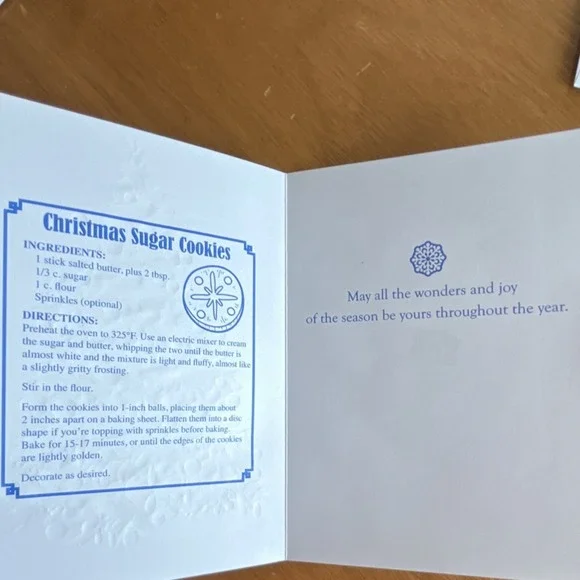 Christmas Sugar Cookies
INGREDIENTS:
1 stick salted butter, plus 2 tbsp.
1/3 c. sugar
1 c. flour
Sprinkles (optional)
DIRECTIONS:
Preheat the oven to 325°F. Use an electric mixer to cream
the sugar and butter, whipping the two until the butter is
almost white and the mixture is light and fluffy, almost like
a slightly gritty frosting.
Stir in the flour.
Form the cookies into 1-inch balls, placing them about
2 inches apart on a baking sheet. Flatten them into a disc
shape if you're topping with sprinkles before baking.
Bake for 15-17 minutes, or until the edges of the cookies
are lightly golden.
Decorate as desired.
May all the wonders and joy
of the season be yours throughout the year.